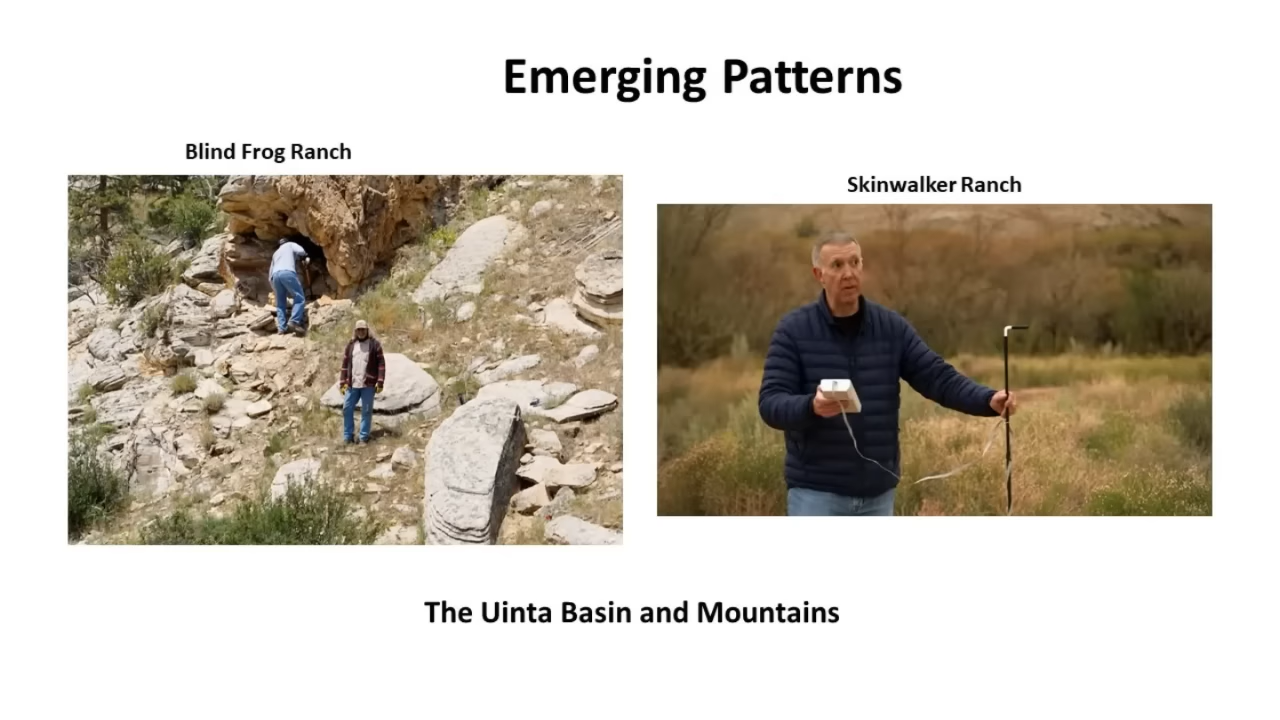 Emerging Patterns
Blind Frog Ranch
Skinwalker Ranch
The Uinta Basin and Mountains